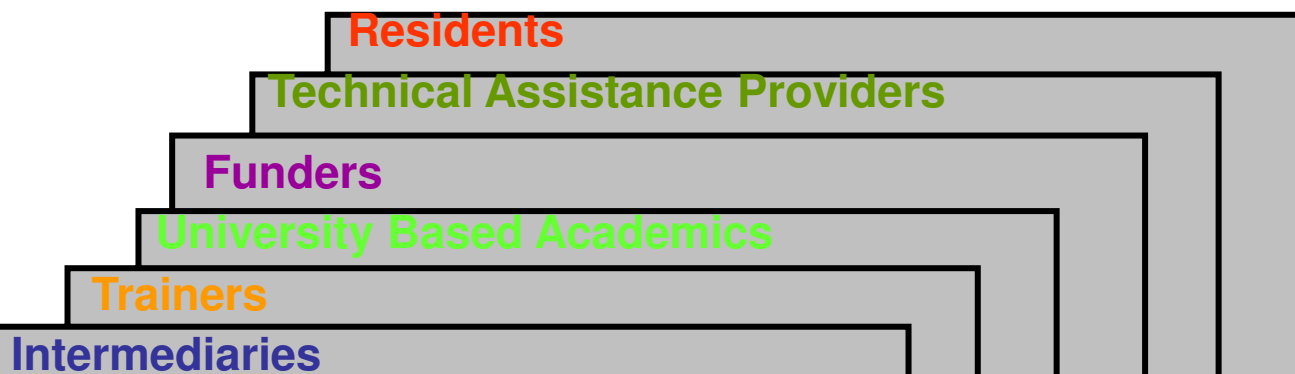 Residents
Technical Assistance Providers
Funders
University Based Academics
Trainers
Intermediaries